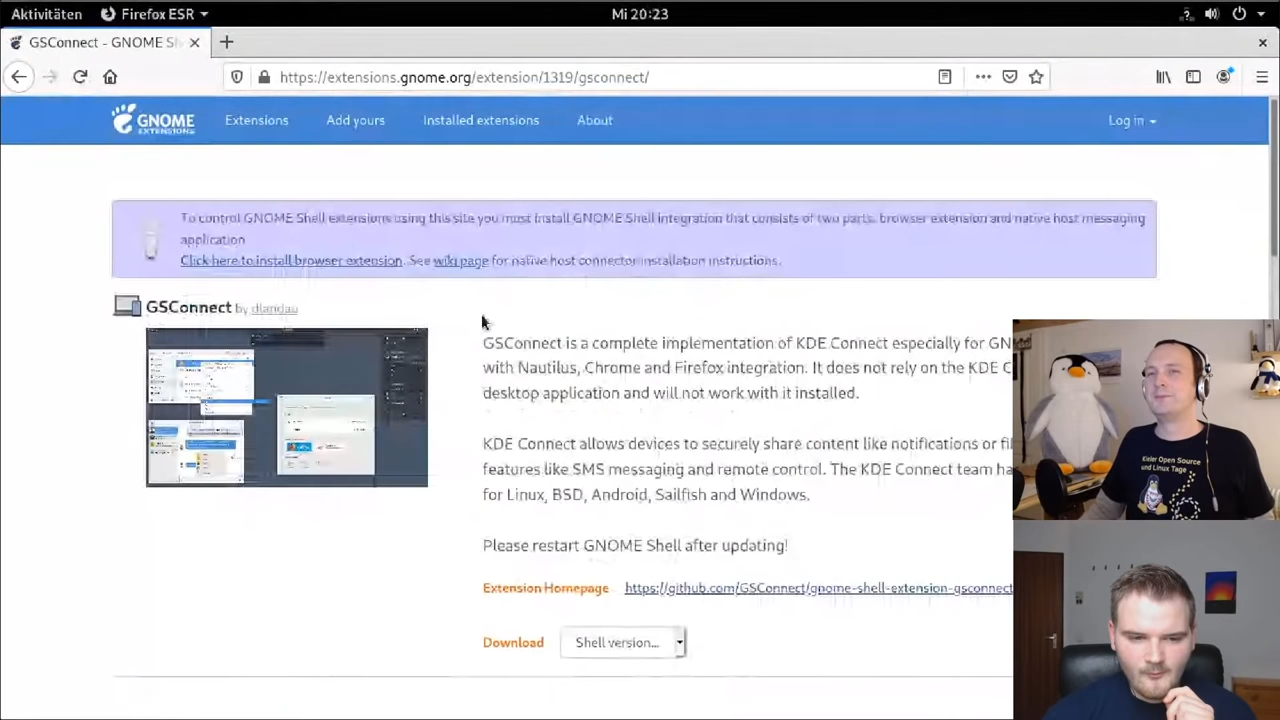 Aktivitäten
Firefox ESR
Mi 20:23
GSConnect - GNOME Sh
https://extensions.gnome.org/extension/1319/gsconnect/
GNOME
EXTENSIONS
Extensions
Add yours
Installed extensions
About
Log in
To control GNOME Shell extensions using this site you must install GNOME Shell integration that consists of two parts: browser extension and native host messaging
application
Click here to install browser extension. See wiki page for native host connector installation instructions.
GSConnect by dlandau
GSConnect is a complete implementation of KDE Connect especially for GN
with Nautilus, Chrome and Firefox integration. It does not rely on the KDE C
desktop application and will not work with it installed.
KDE Connect allows devices to securely share content like notifications or fil
features like SMS messaging and remote control. The KDE Connect team ha
for Linux, BSD, Android, Sailfish and Windows.
Please restart GNOME Shell after updating!
Extension Homepage
https://github.com/GSConnect/gnome-shell-extension-gsconnect
Download
Shell version...
Kieler Open Source
und Linux Tage